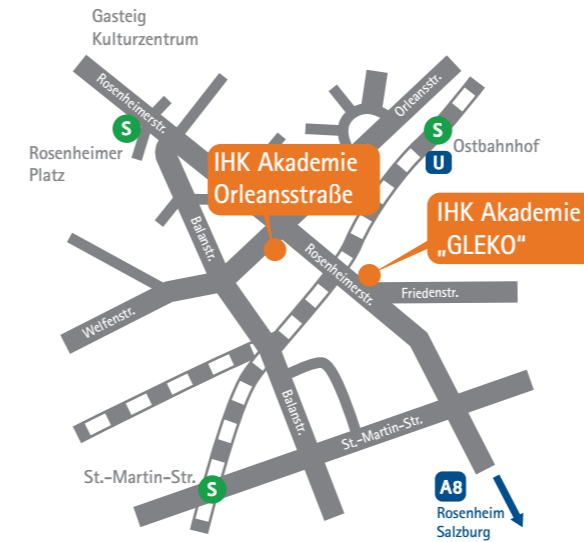 Gasteig
Kulturzentrum
Rosenheimerstr.
Orleansstr.
S
S
Ostbahnhof
U
Rosenheimer
Platz
IHK Akademie
Orleansstraße
IHK Akademie
„GLEKO“
Balanstr.
Rosenheimerstr.
Friedenstr.
Welfenstr.
Balanstr.
St.-Martin-Str.
St.-Martin-Str.
S
A8
Rosenheim
Salzburg